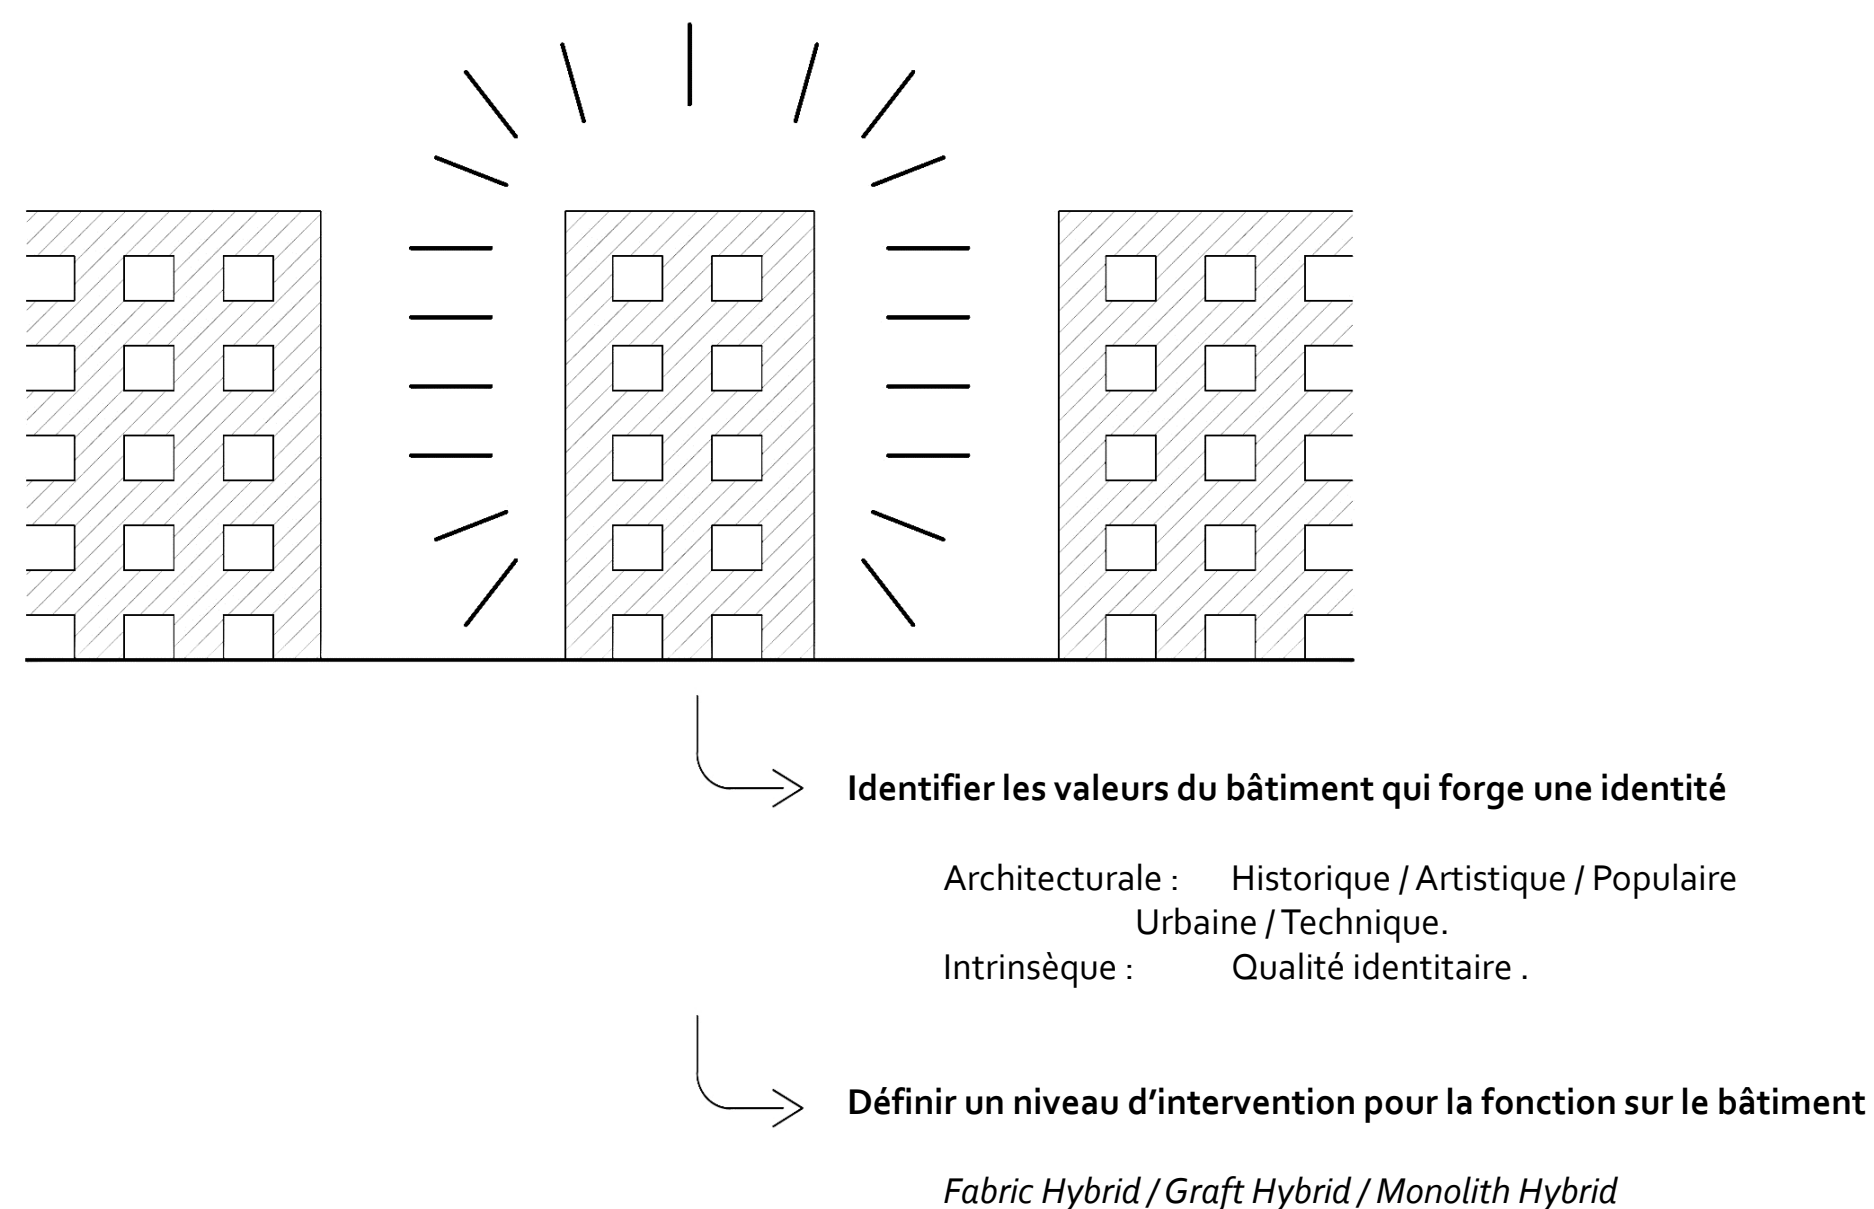 Identifier les valeurs du bâtiment qui forge une identité
Architecturale : Historique / Artistique / Populaire
Urbaine / Technique.
Intrinsèque : Qualité identitaire .
Définir un niveau d’intervention pour la fonction sur le bâtiment
Fabric Hybrid / Graft Hybrid / Monolith Hybrid